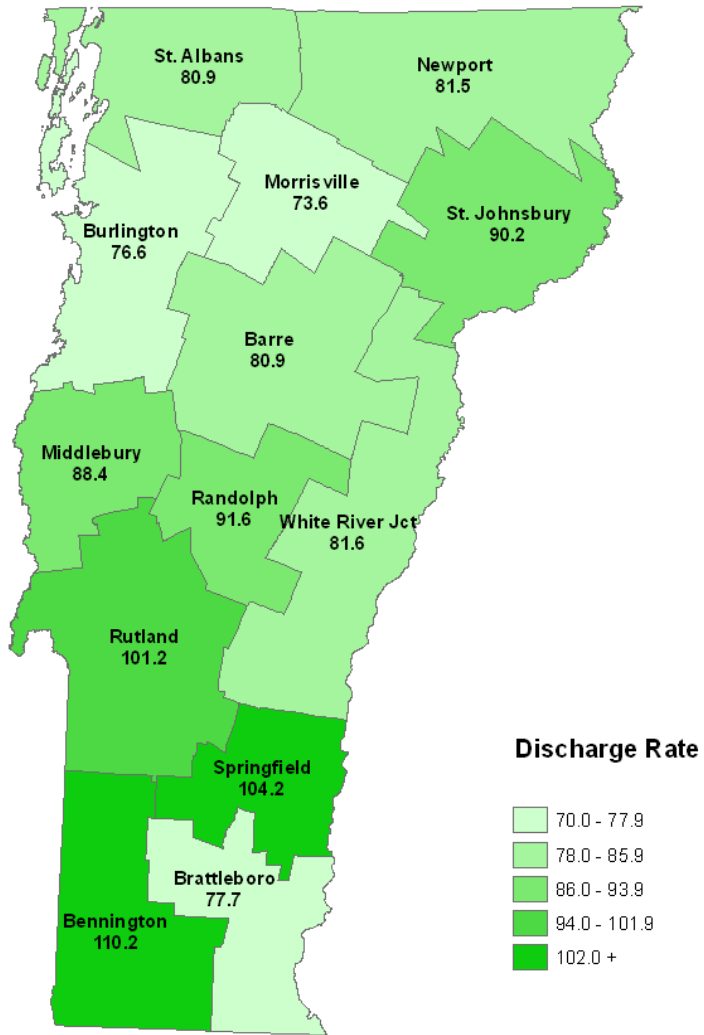 St. Albans
80.9
Newport
81.5
Morrisville
73.6
St. Johnsbury
90.2
Burlington
76.6
Barre
80.9
Middlebury
88.4
Randolph
91.6
White River Jct
81.6
Rutland
101.2
Springfield
104.2
Brattleboro
77.7
Bennington
110.2
Discharge Rate
70.0 - 77.9
78.0 - 85.9
86.0 - 93.9
94.0 - 101.9
102.0 +